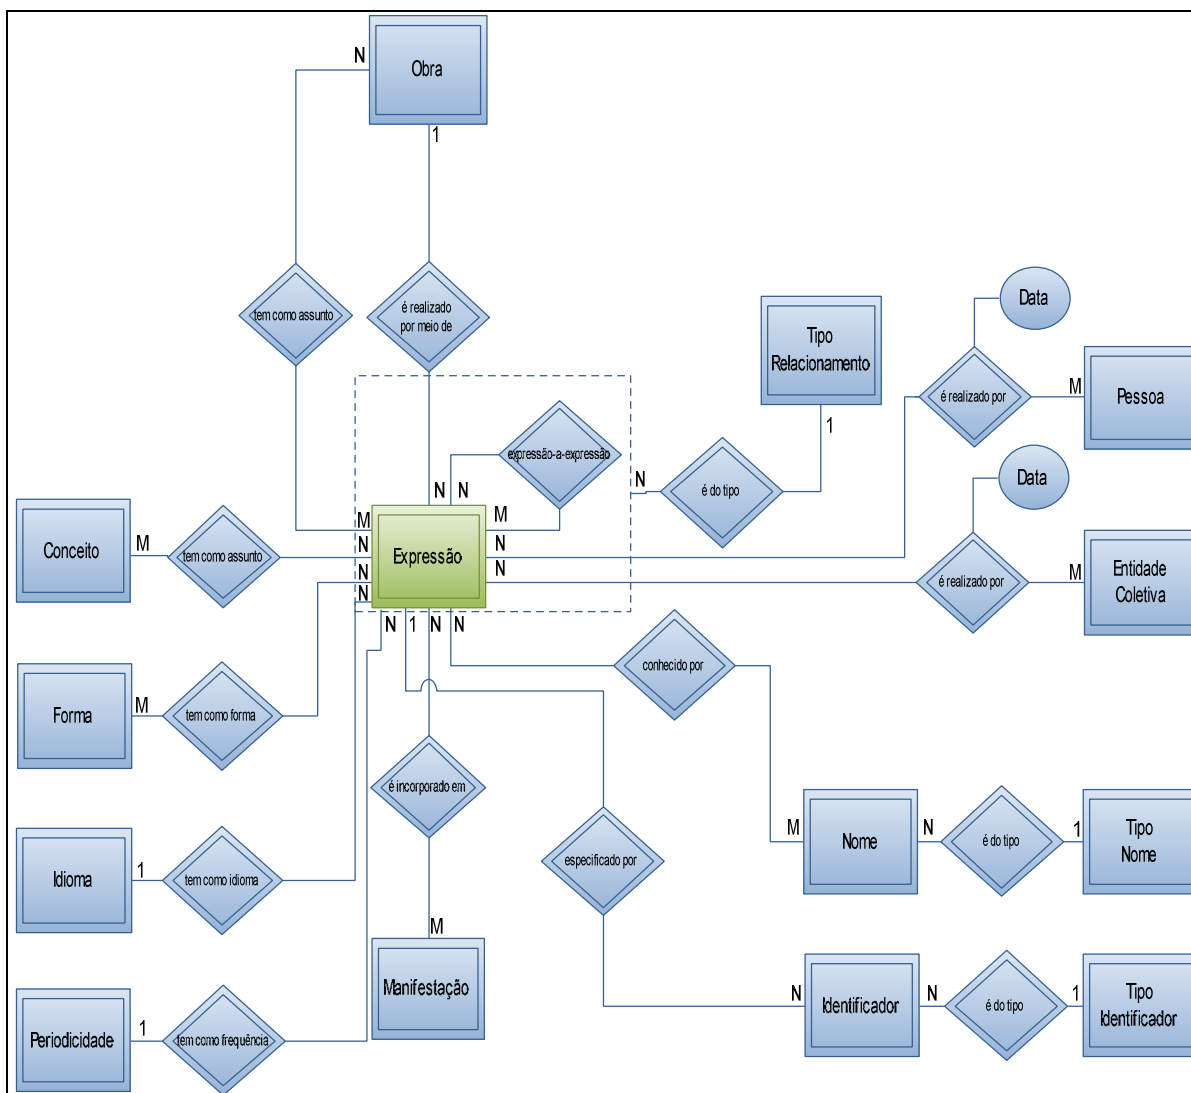 N
Obra
1
tem como assunto
é realizado
por meio de
Tipo
Relacionamento
1
Data
é realizado por
M
Pessoa
expressão-a-expressão
N
é do tipo
Data
N
N
M
M
N
N
N
N
N
Expressão
Conceito
M
tem como assunto
é realizado por
M
Entidade
Coletiva
N
1
N
N
conhecido por
Forma
M
tem como forma
é incorporado em
Idioma
1
tem como idioma
especificado por
M
Nome
N
é do tipo
1
Tipo
Nome
M
Manifestação
N
Identificador
N
é do tipo
1
Tipo
Identificador
Periodicidade
1
tem como frequência